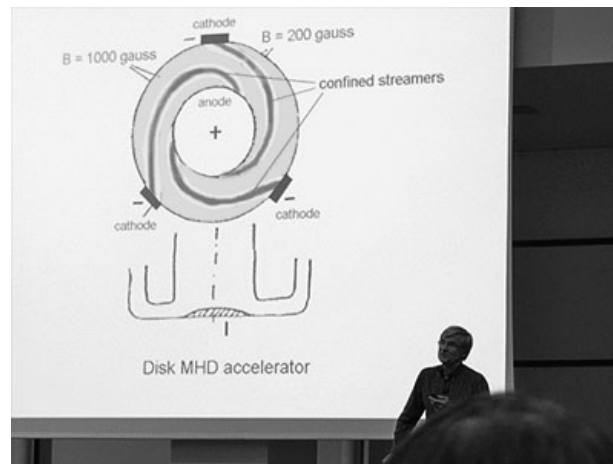 cathode
−
B = 1000 gauss
B = 200 gauss
confined streamers
anode
+
−
−
cathode
cathode
I
Disk MHD accelerator